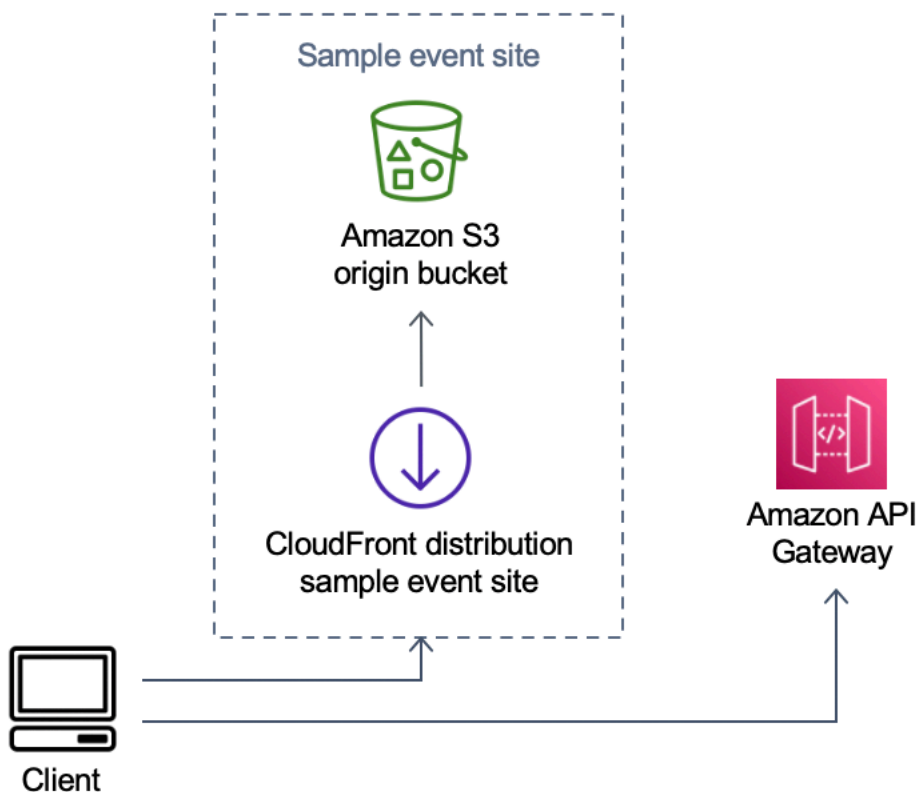 Sample event site
Amazon S3
origin bucket
CloudFront distribution
sample event site
</>
Amazon API
Gateway
Client